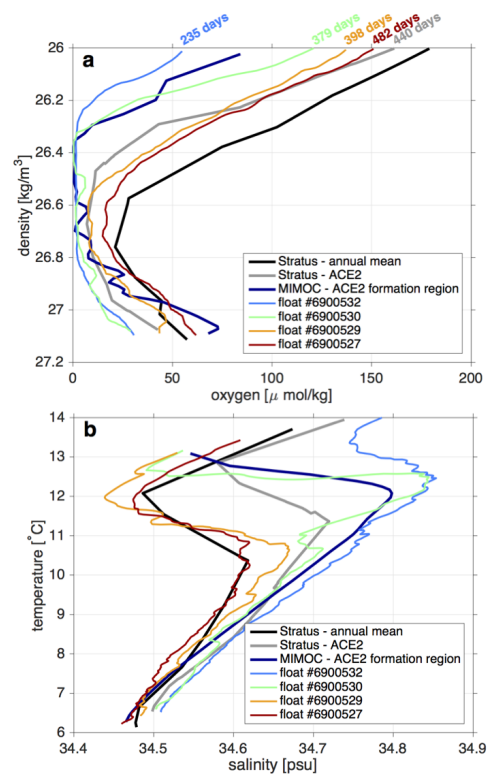 235 days
379 days
398 days
482 days
440 days
a
26
26.2
26.4
26.6
26.8
27
27.2
density [kg/m³]
Stratus - annual mean
Stratus - ACE2
MIMOC - ACE2 formation region
float #6900532
float #6900530
float #6900529
float #6900527
0 50 100 150 200
oxygen [μ mol/kg]
b
14
13
12
11
10
9
8
7
6
temperature [°C]
Stratus - annual mean
Stratus - ACE2
MIMOC - ACE2 formation region
float #6900532
float #6900530
float #6900529
float #6900527
34.4 34.5 34.6 34.7 34.8 34.9
salinity [psu]